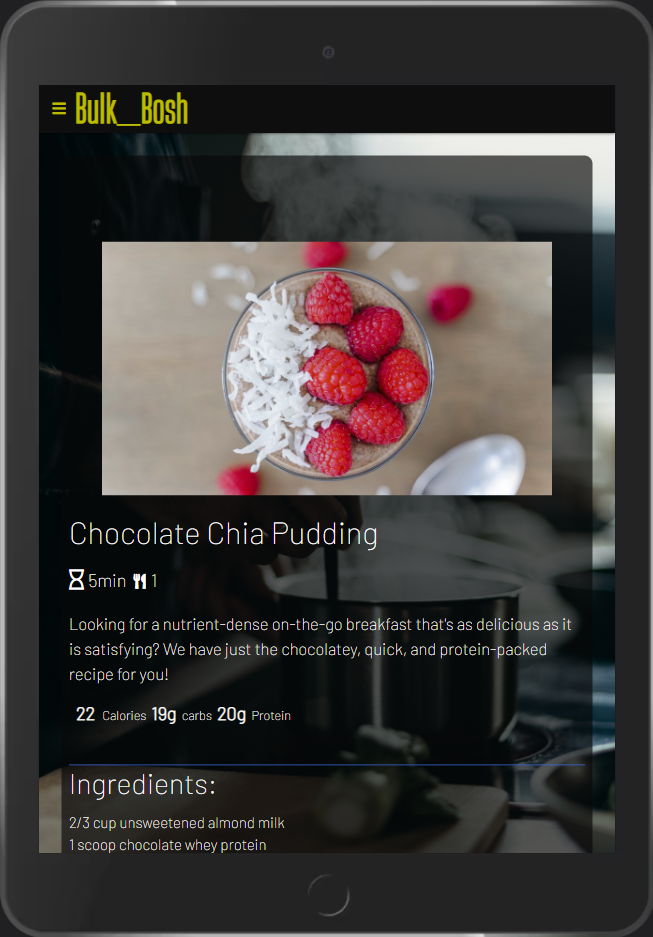 Bulk__Bosh
Chocolate Chia Pudding
5min 1
Looking for a nutrient-dense on-the-go breakfast that's as delicious as it
is satisfying? We have just the chocolatey, quick, and protein-packed
recipe for you!
22 Calories 19g carbs 20g Protein
Ingredients:
2/3 cup unsweetened almond milk
1 scoop chocolate whey protein